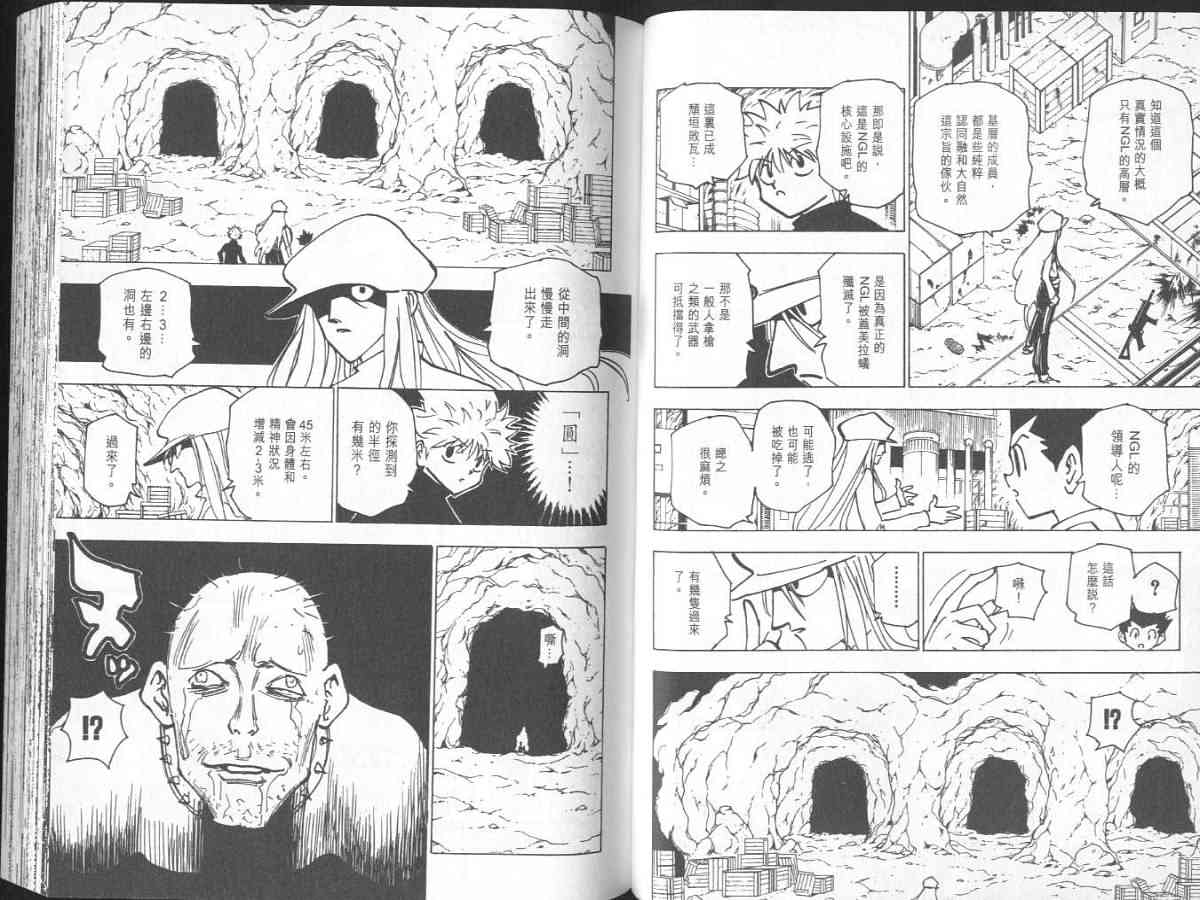 知道這個
真實情況的大概
只有NGL的高層。
基層的成員，
都是些純粹
認同融和大自然
這宗旨的傢伙。
那即是說，
這是NGL的
核心設施吧。
這裏已成
頹垣敗瓦…
是因為真正的
NGL被蓋美拉蟻
殲滅了。
那不是
一般人拿槍
之類的武器
可抵擋得了。
NGL的
領導人呢…
可能逃了，
也可能
被吃掉了。
總之
很麻煩。
？
這話
怎麼說？
咻！
………
有幾隻過來
了。
!?
從中間的洞
慢慢走
出來了。
2…3…
左邊右邊的
洞也有。
「圓」…！
你探測到
的半徑
有幾米？
45米左右。
會因身體和
精神狀況
增減2~3米。
過來了。
嘶…
ヌッ
!?